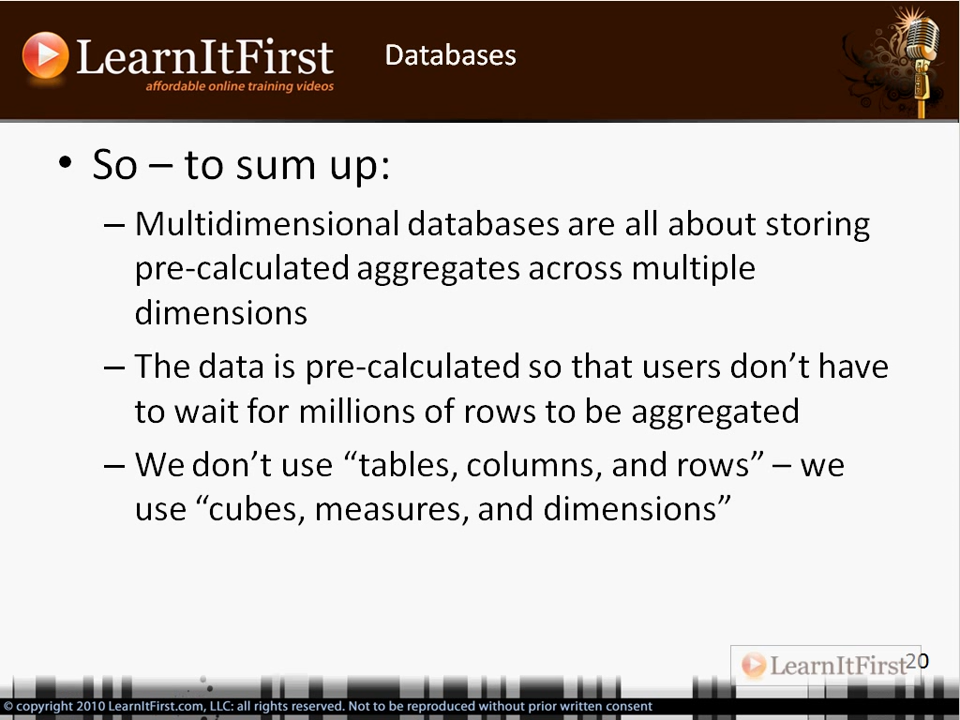 LearnItFirst
affordable online training videos
Databases
• So – to sum up:
– Multidimensional databases are all about storing
pre-calculated aggregates across multiple
dimensions
– The data is pre-calculated so that users don’t have
to wait for millions of rows to be aggregated
– We don’t use “tables, columns, and rows” – we
use “cubes, measures, and dimensions”
LearnItFirst
20
© copyright 2010 LearnItFirst.com, LLC: all rights reserved. Not to be reproduced without prior written consent